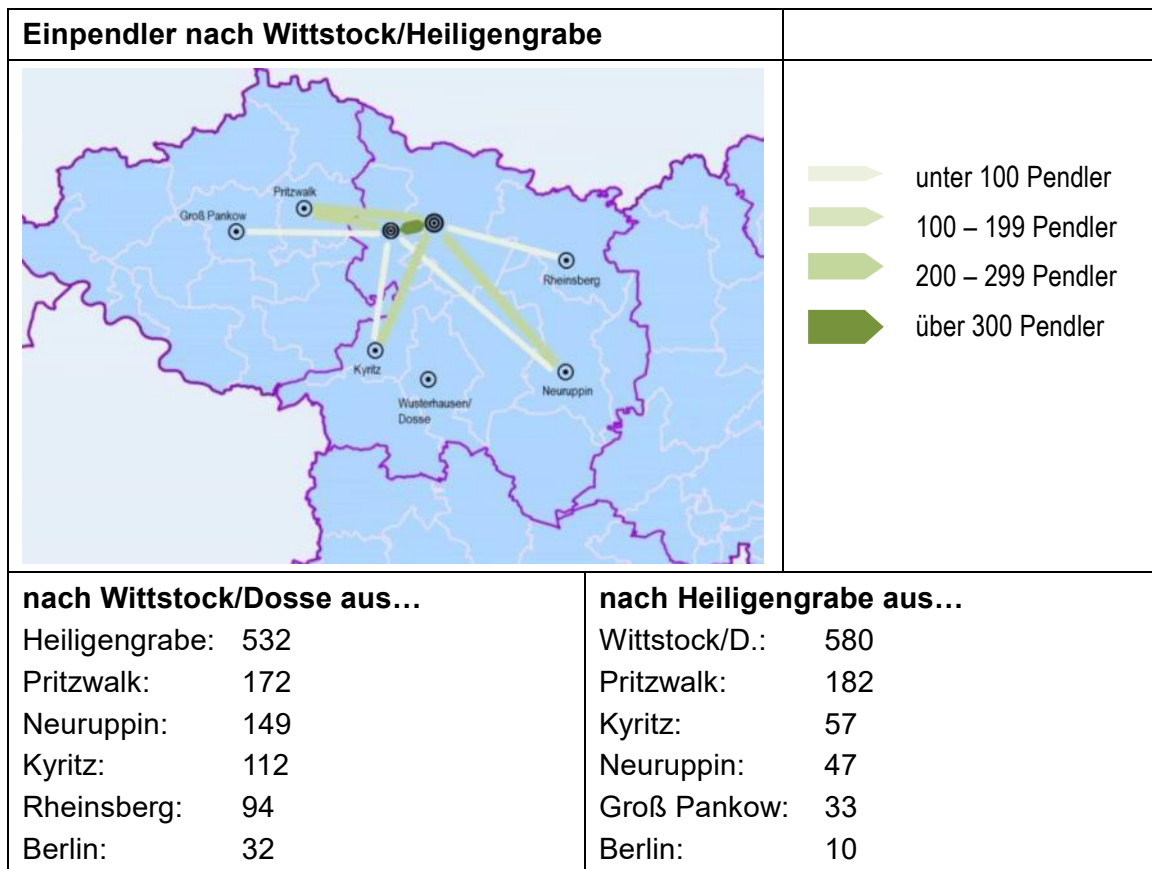 Einpendler nach Wittstock/Heiligengrabe
Pritzwalk
Groß Pankow
Rheinsberg
Kyritz
Neuruppin
Wusterhausen/
Dosse
unter 100 Pendler
100 – 199 Pendler
200 – 299 Pendler
über 300 Pendler
nach Wittstock/Dosse aus…
Heiligengrabe: 532
Pritzwalk: 172
Neuruppin: 149
Kyritz: 112
Rheinsberg: 94
Berlin: 32
nach Heiligengrabe aus…
Wittstock/D.: 580
Pritzwalk: 182
Kyritz: 57
Neuruppin: 47
Groß Pankow: 33
Berlin: 10